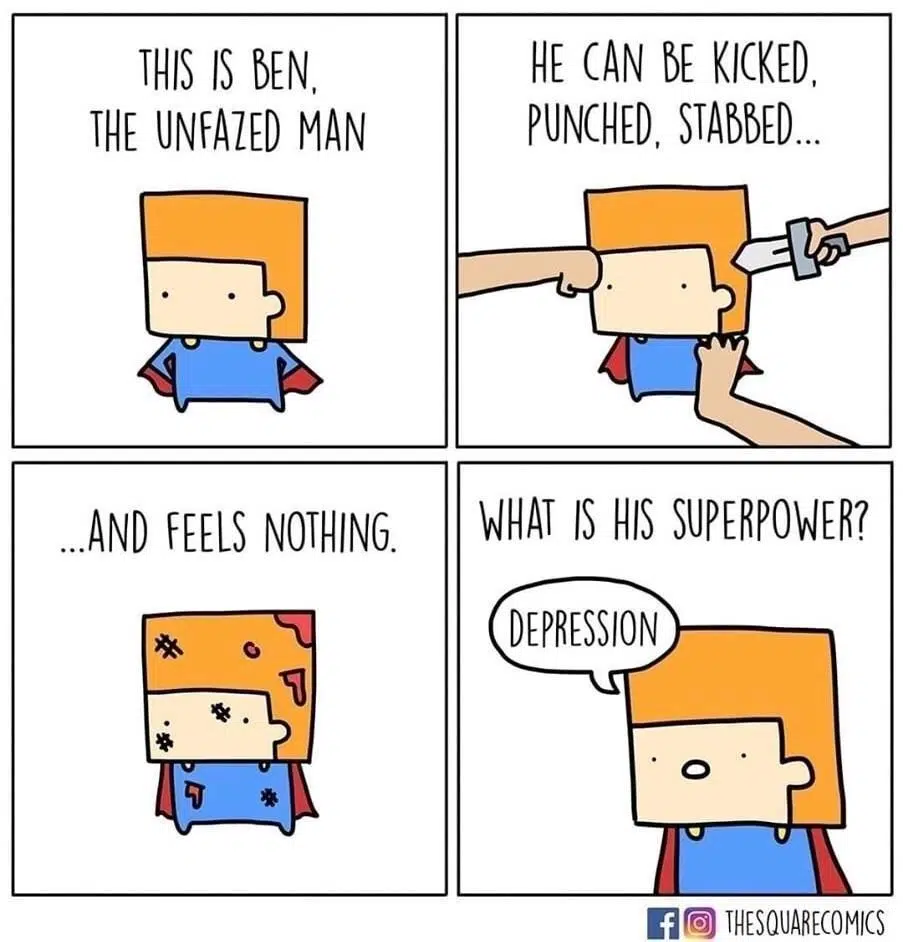 THIS IS BEN,
THE UNFAZED MAN
HE CAN BE KICKED,
PUNCHED, STABBED...
...AND FEELS NOTHING.
WHAT IS HIS SUPERPOWER?
DEPRESSION
THESQUARECOMICS